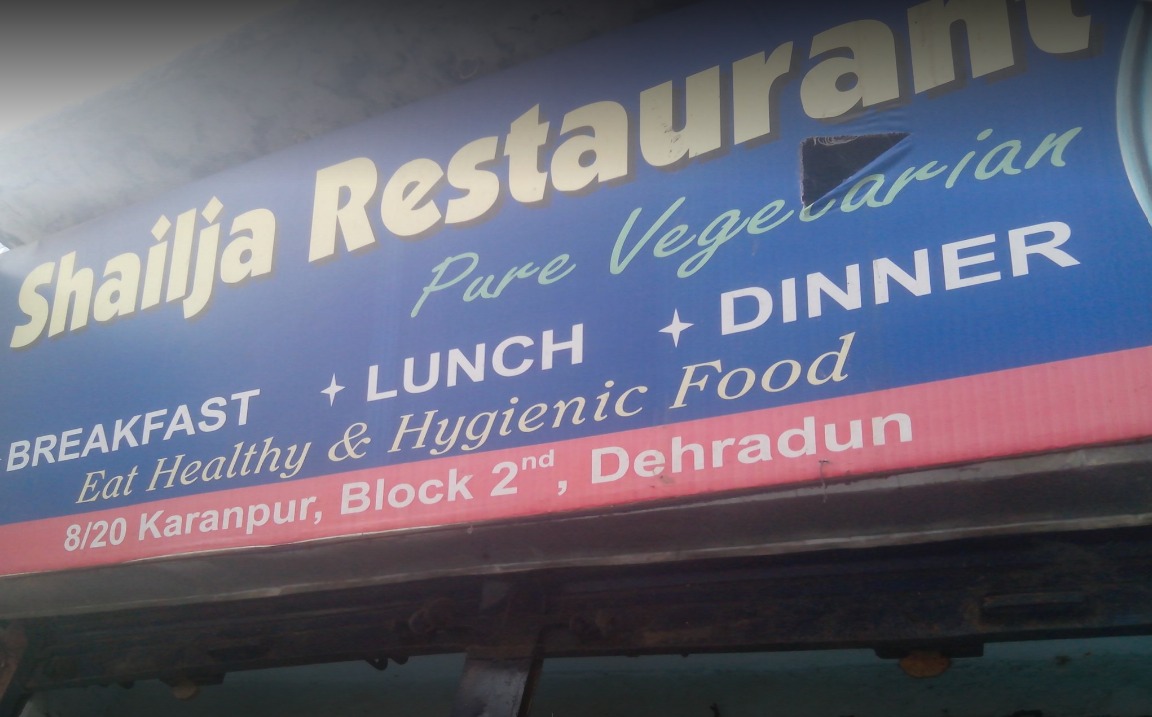 Shailja Restaurant
Pure Vegetarian
BREAKFAST ✦ LUNCH ✦ DINNER
Eat Healthy & Hygienic Food
8/20 Karanpur, Block 2nd, Dehradun